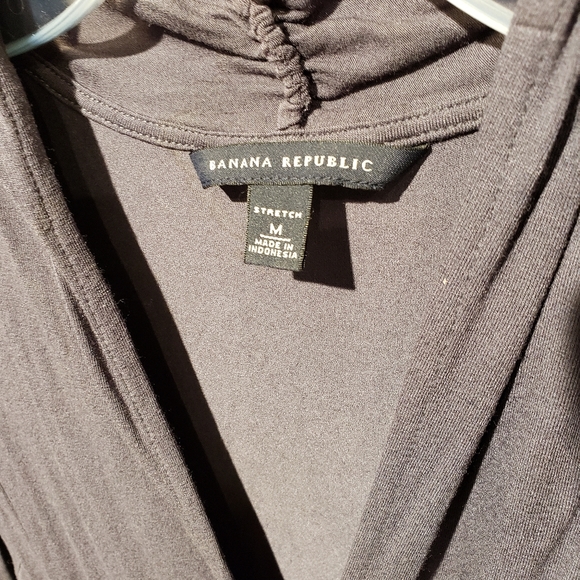 BANANA REPUBLIC
STRETCH
M
MADE IN
INDONESIA